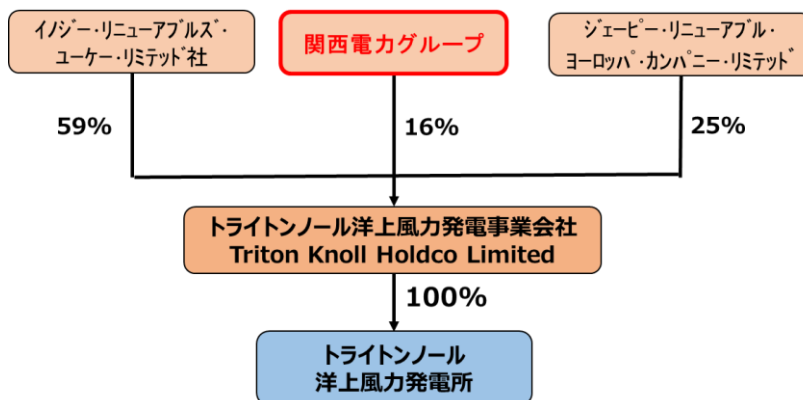 イノジー・リニューアブルズ・
ユーケー・リミテッド社
関西電力グループ
ジェーピー・リニューアブル・
ヨーロッパ・カンパニー・リミテッド
59%
16%
25%
トライトンノール洋上風力発電事業会社
Triton Knoll Holdco Limited
100%
トライトンノール
洋上風力発電所